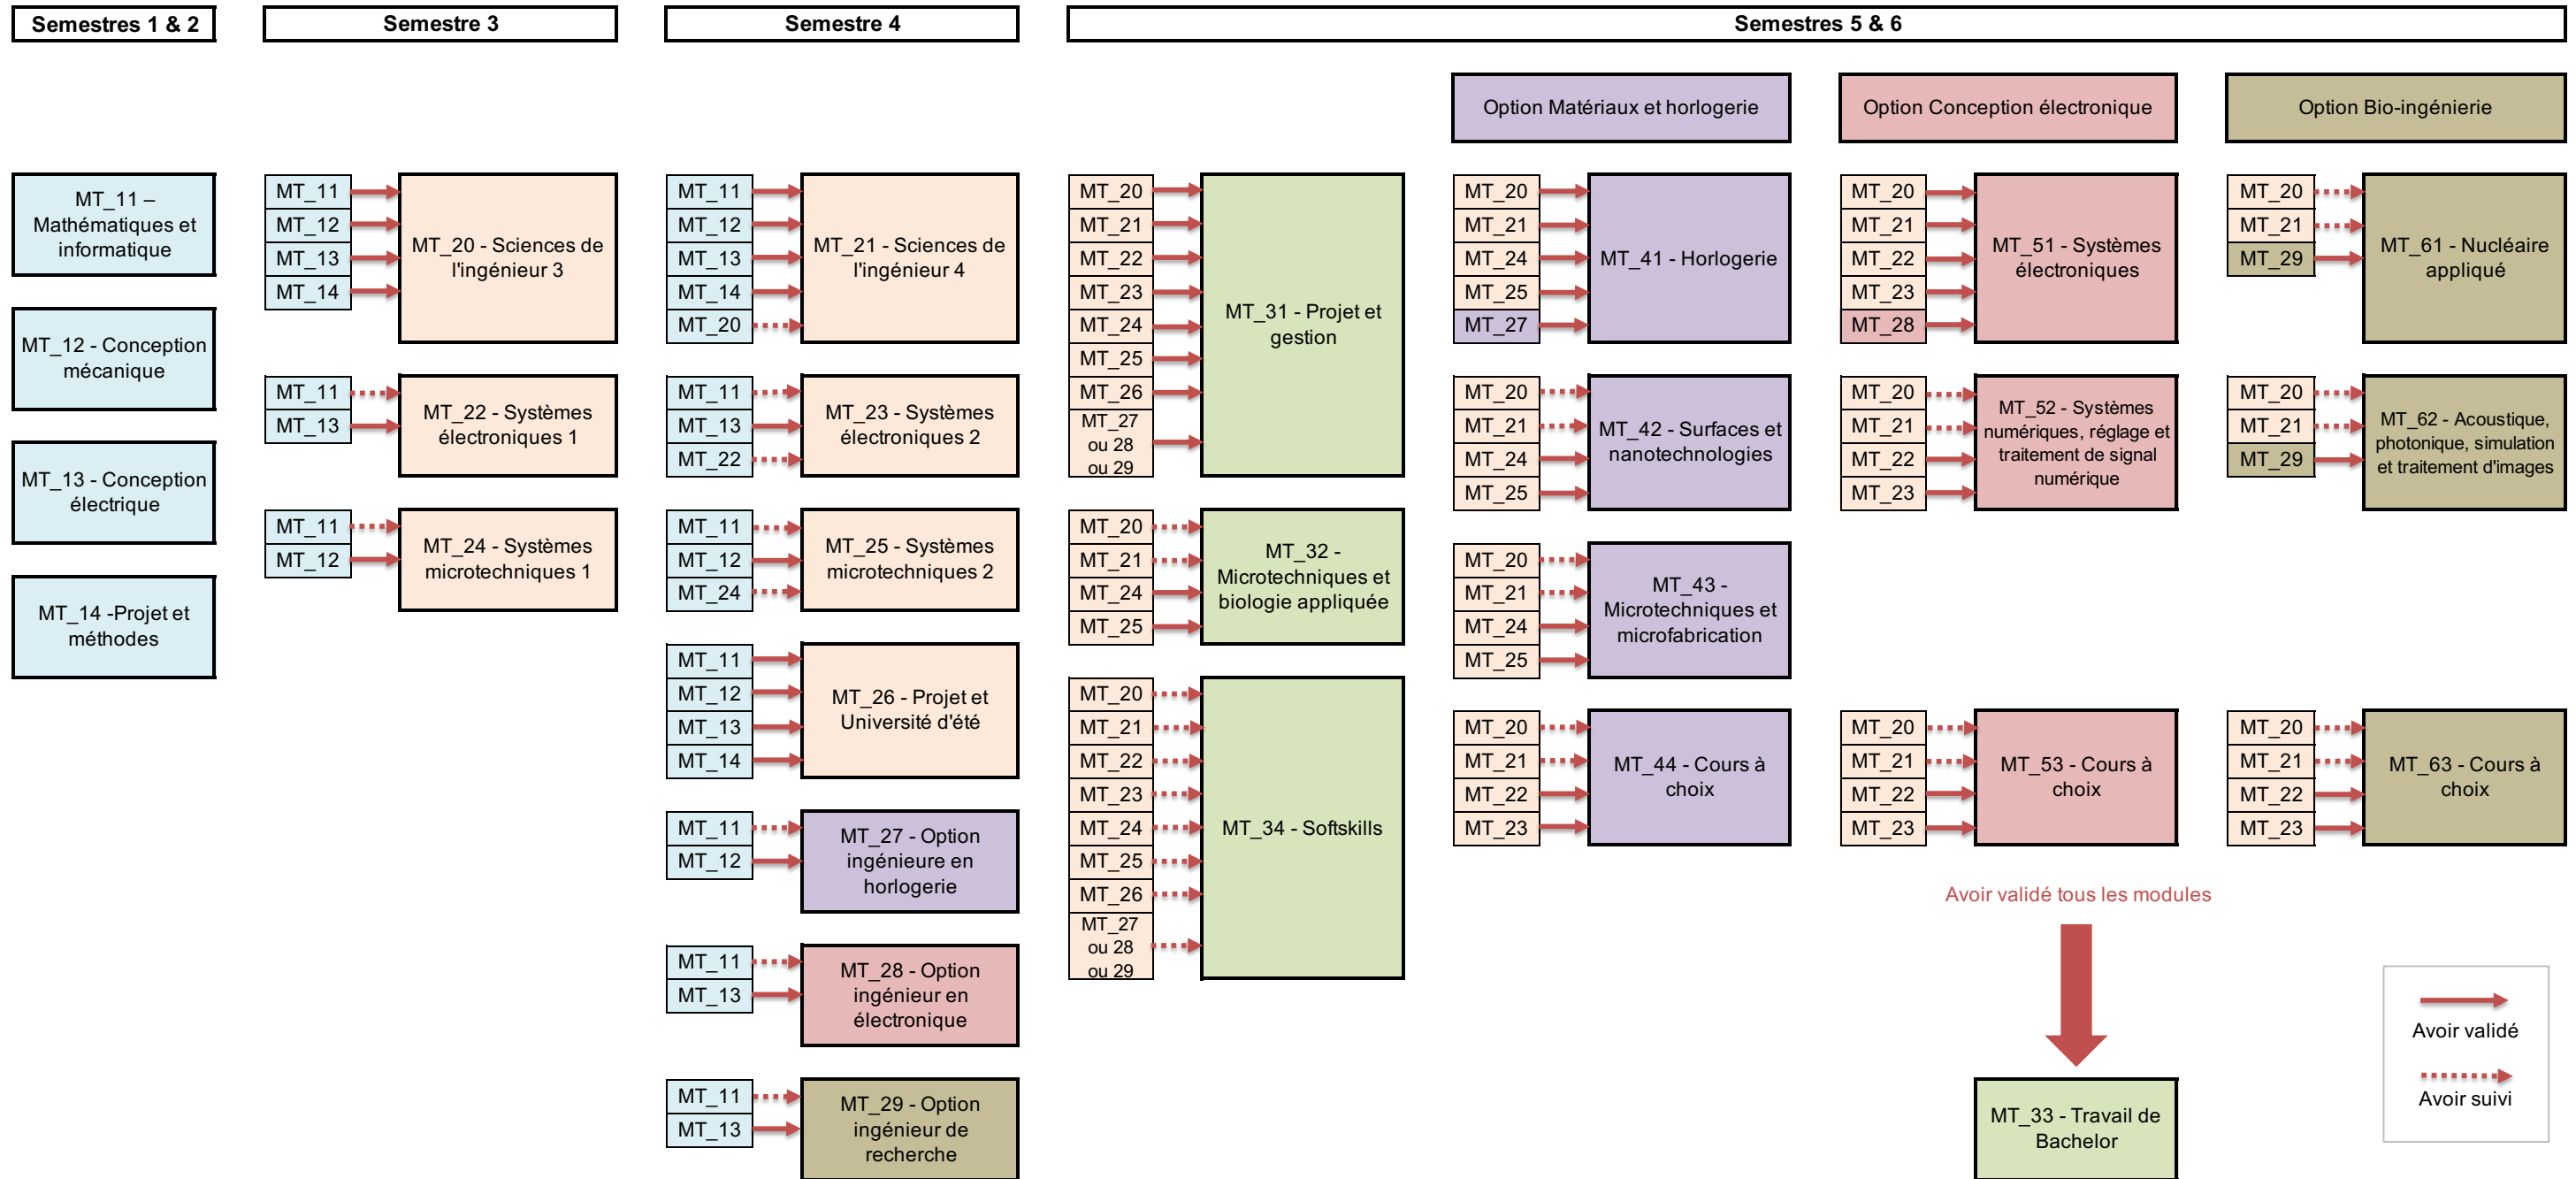 Semestres 1 & 2
Semestre 3
Semestre 4
Semestres 5 & 6
Option Matériaux et horlogerie
Option Conception électronique
Option Bio-ingénierie
MT_11 –
Mathématiques et
informatique
MT_12 - Conception
mécanique
MT_13 - Conception
électrique
MT_14 -Projet et
méthodes
MT_11
MT_12
MT_13
MT_14
MT_20 - Sciences de
l'ingénieur 3
MT_11
MT_13
MT_22 - Systèmes
électroniques 1
MT_11
MT_12
MT_24 - Systèmes
microtechniques 1
MT_11
MT_12
MT_13
MT_14
MT_20
MT_21 - Sciences de
l'ingénieur 4
MT_11
MT_13
MT_22
MT_23 - Systèmes
électroniques 2
MT_11
MT_12
MT_24
MT_25 - Systèmes
microtechniques 2
MT_11
MT_12
MT_13
MT_14
MT_26 - Projet et
Université d'été
MT_11
MT_12
MT_27 - Option
ingénieure en
horlogerie
MT_11
MT_13
MT_28 - Option
ingénieur en
électronique
MT_11
MT_13
MT_29 - Option
ingénieur de
recherche
MT_20
MT_21
MT_22
MT_23
MT_24
MT_25
MT_26
MT_27
ou 28
ou 29
MT_31 - Projet et
gestion
MT_20
MT_21
MT_24
MT_25
MT_32 -
Microtechniques et
biologie appliquée
MT_20
MT_21
MT_22
MT_23
MT_24
MT_25
MT_26
MT_27
ou 28
ou 29
MT_34 - Softskills
MT_20
MT_21
MT_24
MT_25
MT_27
MT_41 - Horlogerie
MT_20
MT_21
MT_24
MT_25
MT_42 - Surfaces et
nanotechnologies
MT_20
MT_21
MT_24
MT_25
MT_43 -
Microtechniques et
microfabrication
MT_20
MT_21
MT_22
MT_23
MT_44 - Cours à
choix
MT_20
MT_21
MT_22
MT_23
MT_28
MT_51 - Systèmes
électroniques
MT_20
MT_21
MT_22
MT_23
MT_52 - Systèmes
numériques, réglage et
traitement de signal
numérique
MT_20
MT_21
MT_22
MT_23
MT_53 - Cours à
choix
MT_20
MT_21
MT_29
MT_61 - Nucléaire
appliqué
MT_20
MT_21
MT_29
MT_62 - Acoustique,
photonique, simulation
et traitement d'images
MT_20
MT_21
MT_22
MT_23
MT_63 - Cours à
choix
Avoir validé tous les modules
MT_33 - Travail de
Bachelor
Avoir validé
Avoir suivi